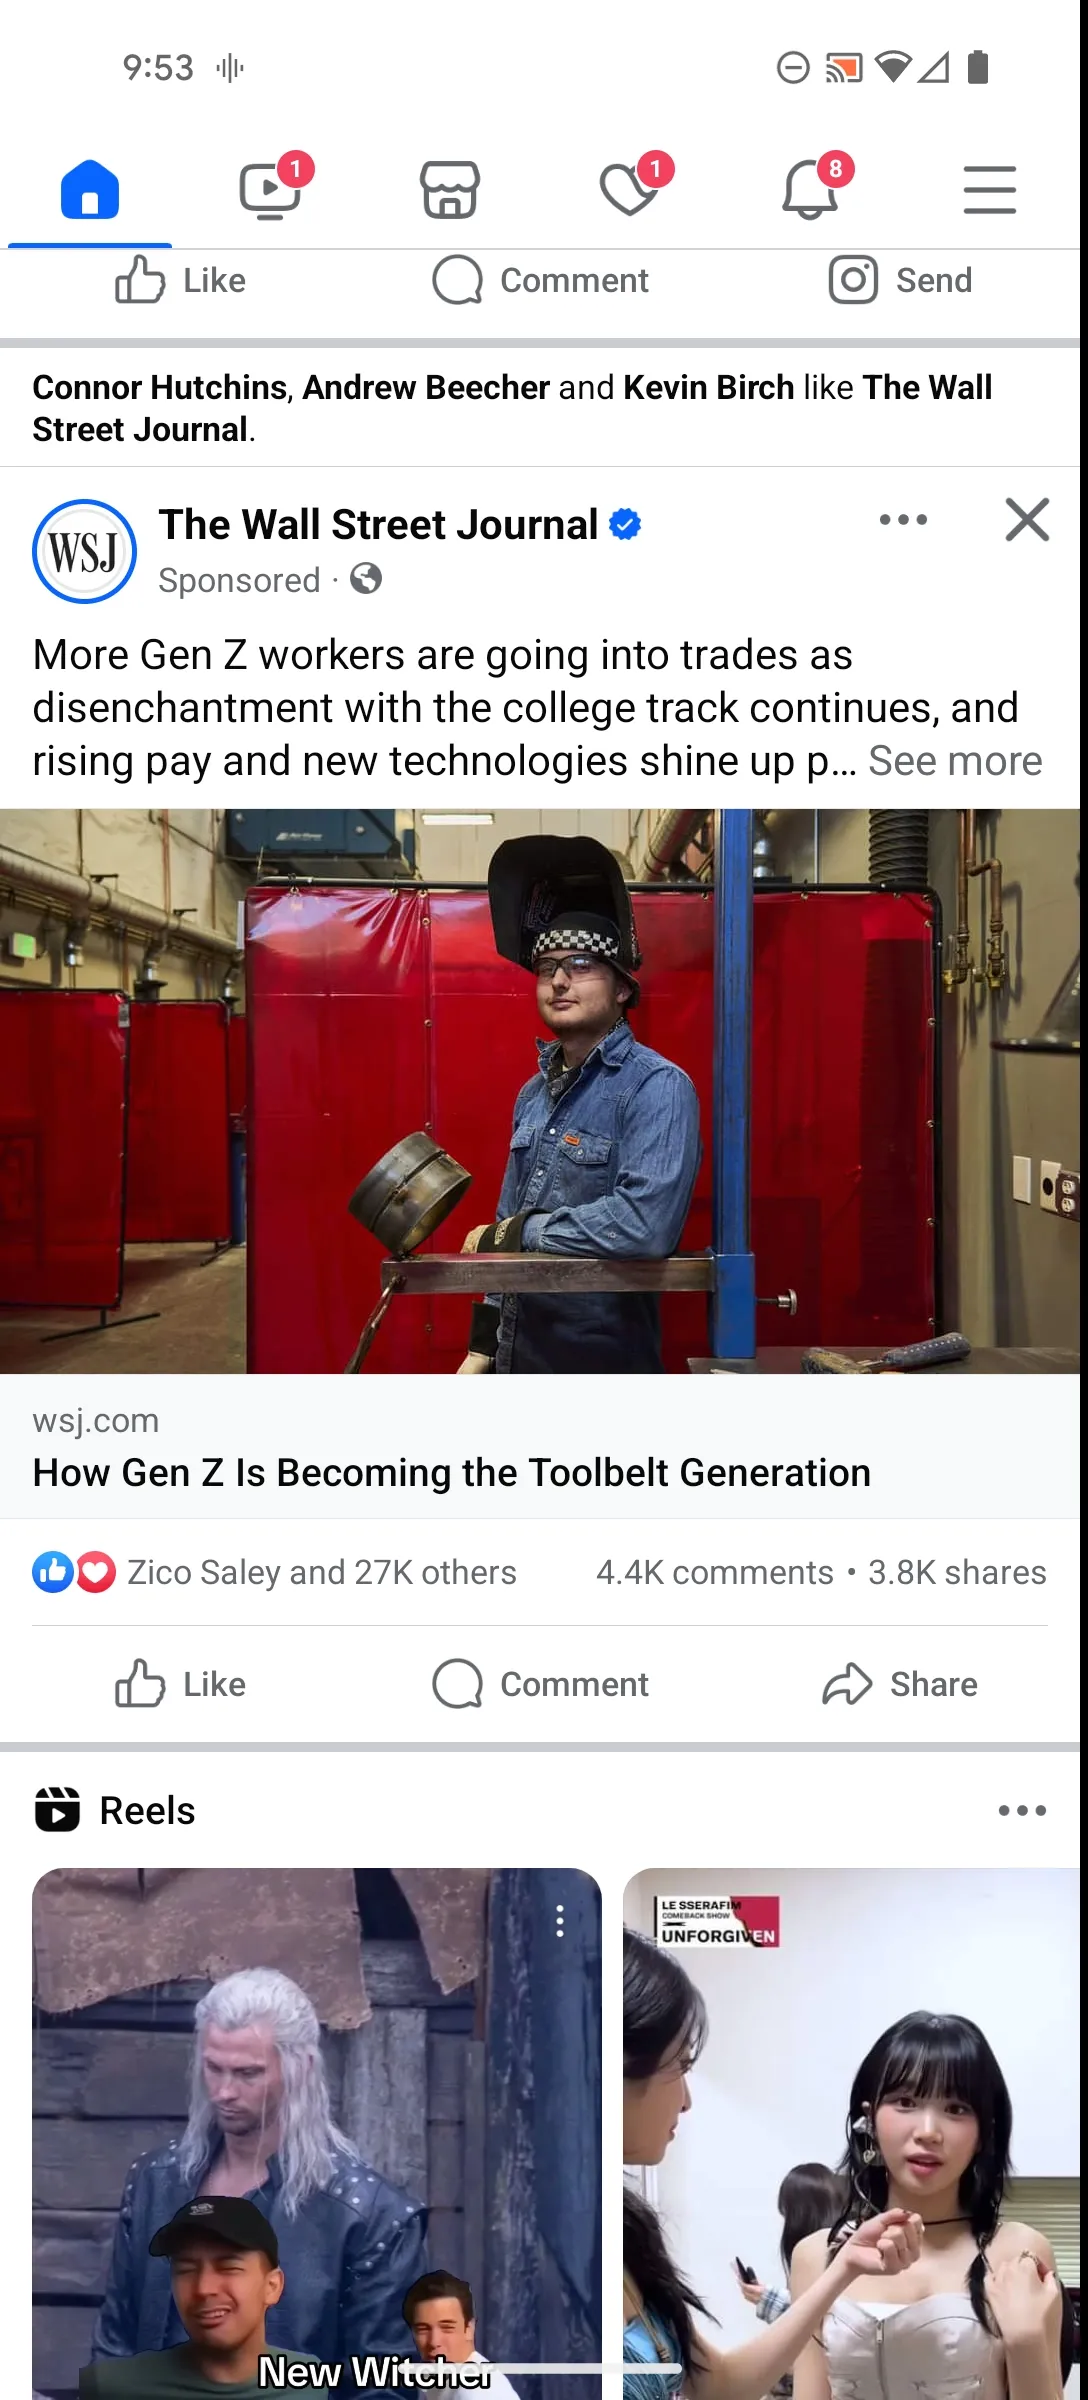 9:53
1
1
8
Like
Comment
Send
Connor Hutchins, Andrew Beecher and Kevin Birch like The Wall
Street Journal.
WSJ
The Wall Street Journal
Sponsored ·
More Gen Z workers are going into trades as
disenchantment with the college track continues, and
rising pay and new technologies shine up p... See more
wsj.com
How Gen Z Is Becoming the Toolbelt Generation
Zico Saley and 27K others
4.4K comments • 3.8K shares
Like
Comment
Share
Reels
LE SSERAFIM
COMEBACK SHOW
UNFORGIVEN
New Witcher